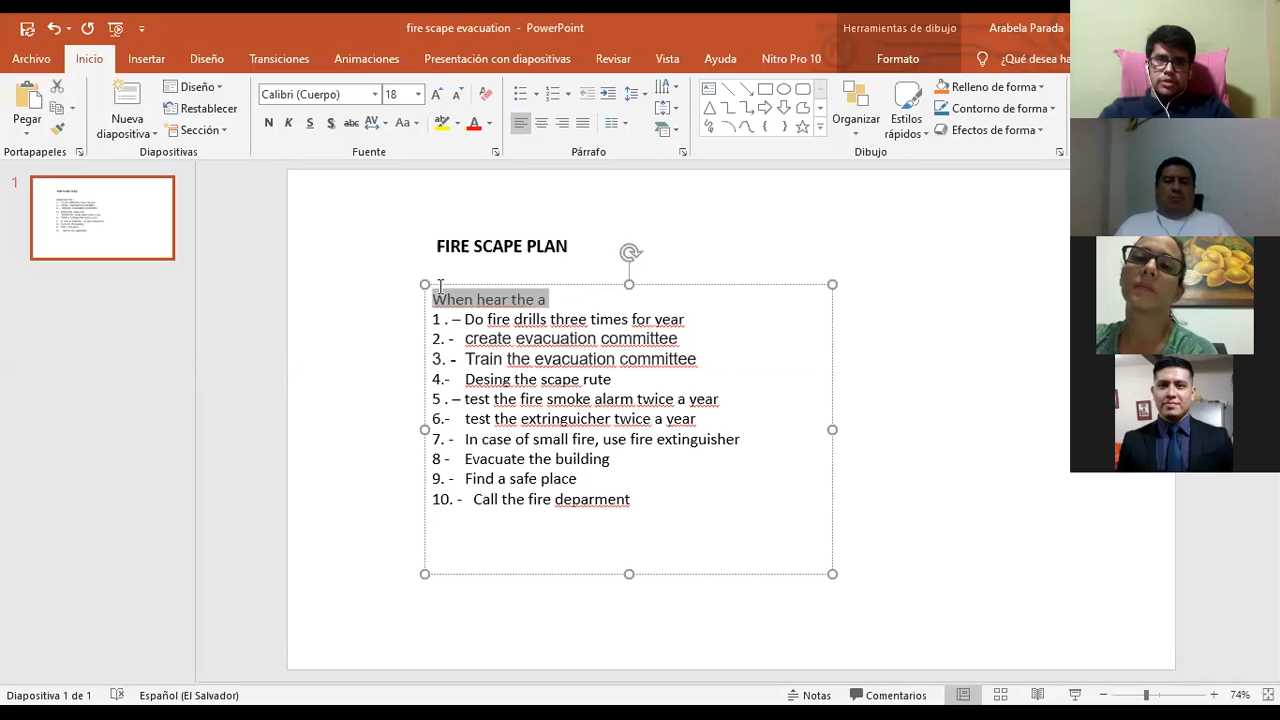 fire scape evacuation - PowerPoint
Herramientas de dibujo
Arabela Parada
Archivo
Inicio
Insertar
Diseño
Transiciones
Animaciones
Presentación con diapositivas
Revisar
Vista
Ayuda
Nitro Pro 10
Formato
¿Qué desea ha
Pegar
Nueva diapositiva
Diseño
Restablecer
Sección
Calibri (Cuerpo)
18
N K S S abc AV Aa
A
Organizar
Estilos rápidos
Relleno de forma
Contorno de forma
Efectos de forma
Portapapeles
Diapositivas
Fuente
Párrafo
Dibujo
1
FIRE SCAPE PLAN
When hear the a
1 . – Do fire drills three times for year
2. - create evacuation committee
3. - Train the evacuation committee
4.- Desing the scape rute
5 . – test the fire smoke alarm twice a year
6.- test the extringuicher twice a year
7. - In case of small fire, use fire extinguisher
8 - Evacuate the building
9. - Find a safe place
10. - Call the fire deparment
Diapositiva 1 de 1
Español (El Salvador)
Notas
Comentarios
74%